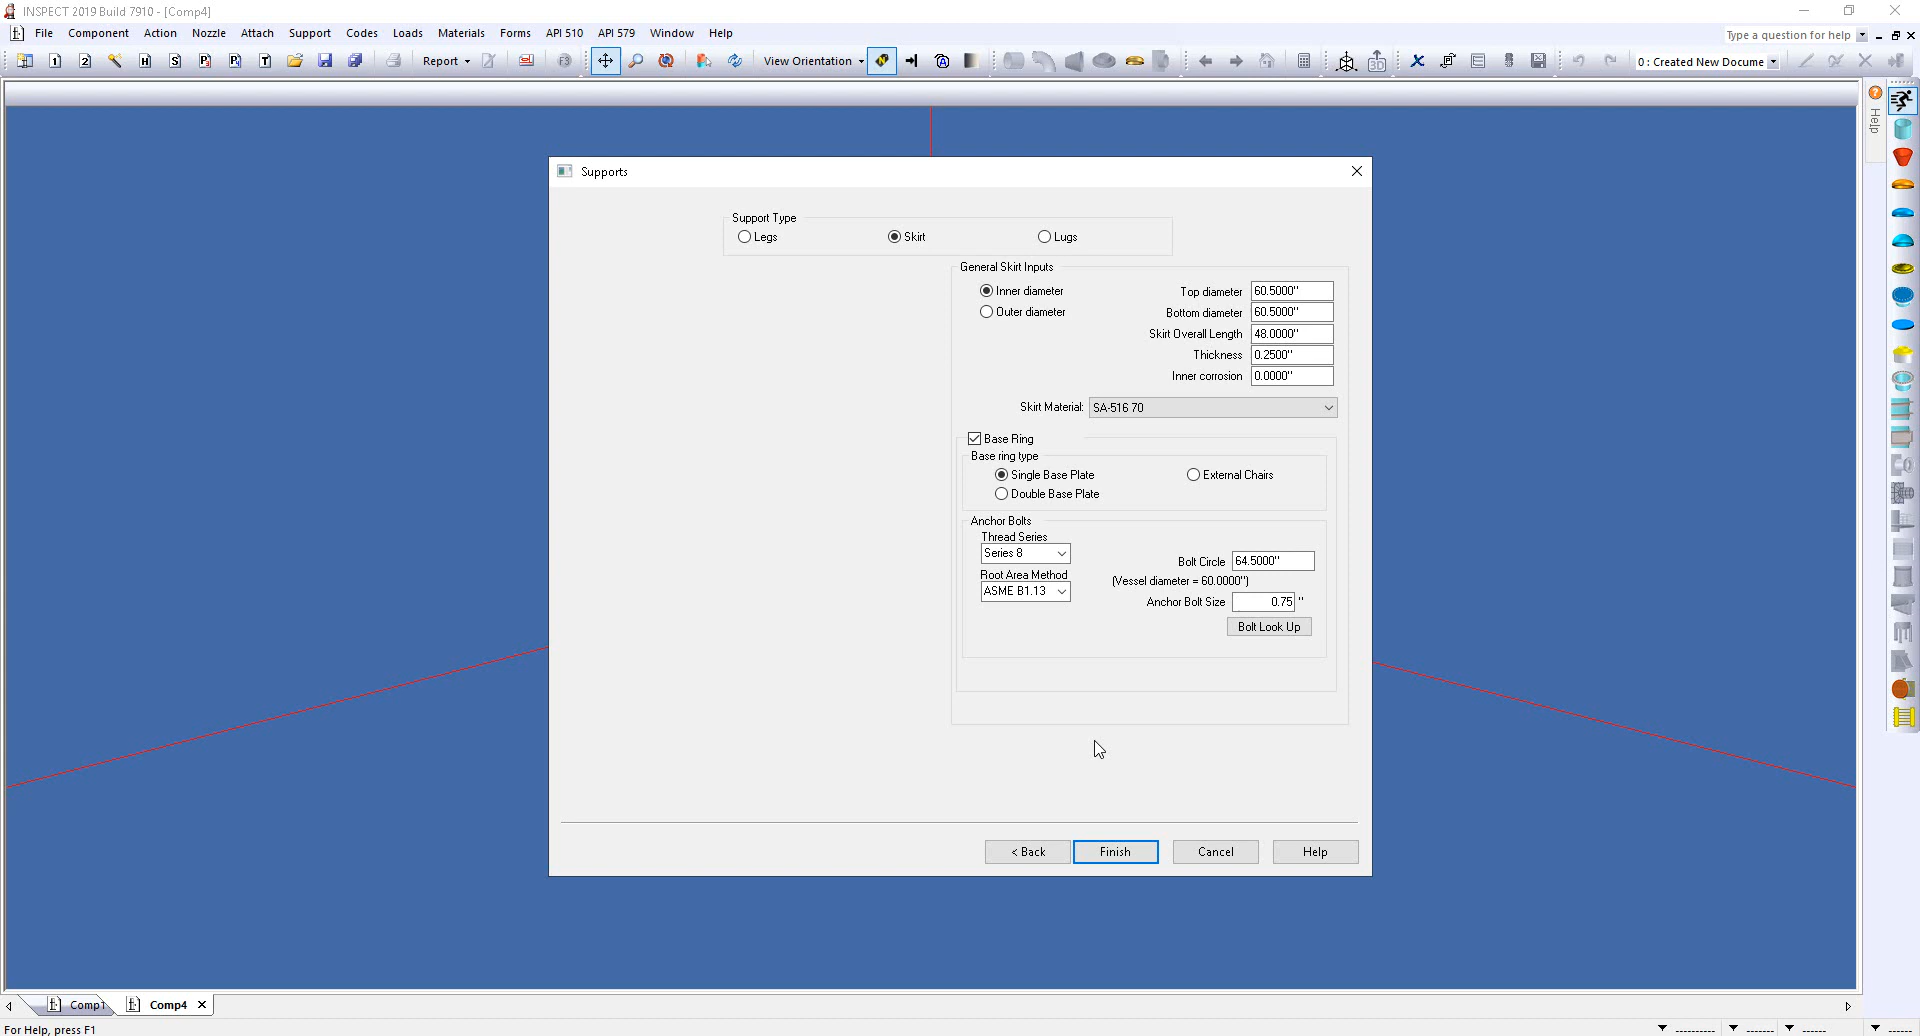 INSPECT 2019 Build 7910 - [Comp4]
File Component Action Nozzle Attach Support Codes Loads Materials Forms API 510 API 579 Window Help
Type a question for help
Report
View Orientation
0 : Created New Docume
Help
Supports
Support Type
Legs Skirt Lugs
General Skirt Inputs
Inner diameter
Outer diameter
Top diameter 60.5000"
Bottom diameter 60.5000"
Skirt Overall Length 48.0000"
Thickness 0.2500"
Inner corrosion 0.0000"
Skirt Material: SA-516 70
Base Ring
Base ring type
Single Base Plate External Chairs
Double Base Plate
Anchor Bolts
Thread Series
Series 8
Root Area Method
ASME B1.13
Bolt Circle 64.5000"
(Vessel diameter = 60.0000")
Anchor Bolt Size 0.75 "
Bolt Look Up
< Back Finish Cancel Help
Comp1 Comp4
For Help, press F1